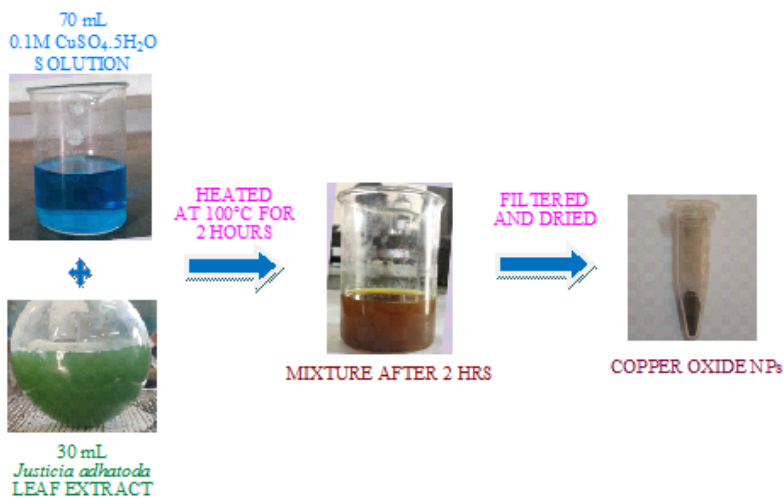 70 mL
0.1M CuSO₄.5H₂O
SOLUTION
HEATED
AT 100°C FOR
2 HOURS
FILTERED
AND DRIED
MIXTURE AFTER 2 HRS
COPPER OXIDE NPs
30 mL
Justicia adhatoda
LEAF EXTRACT